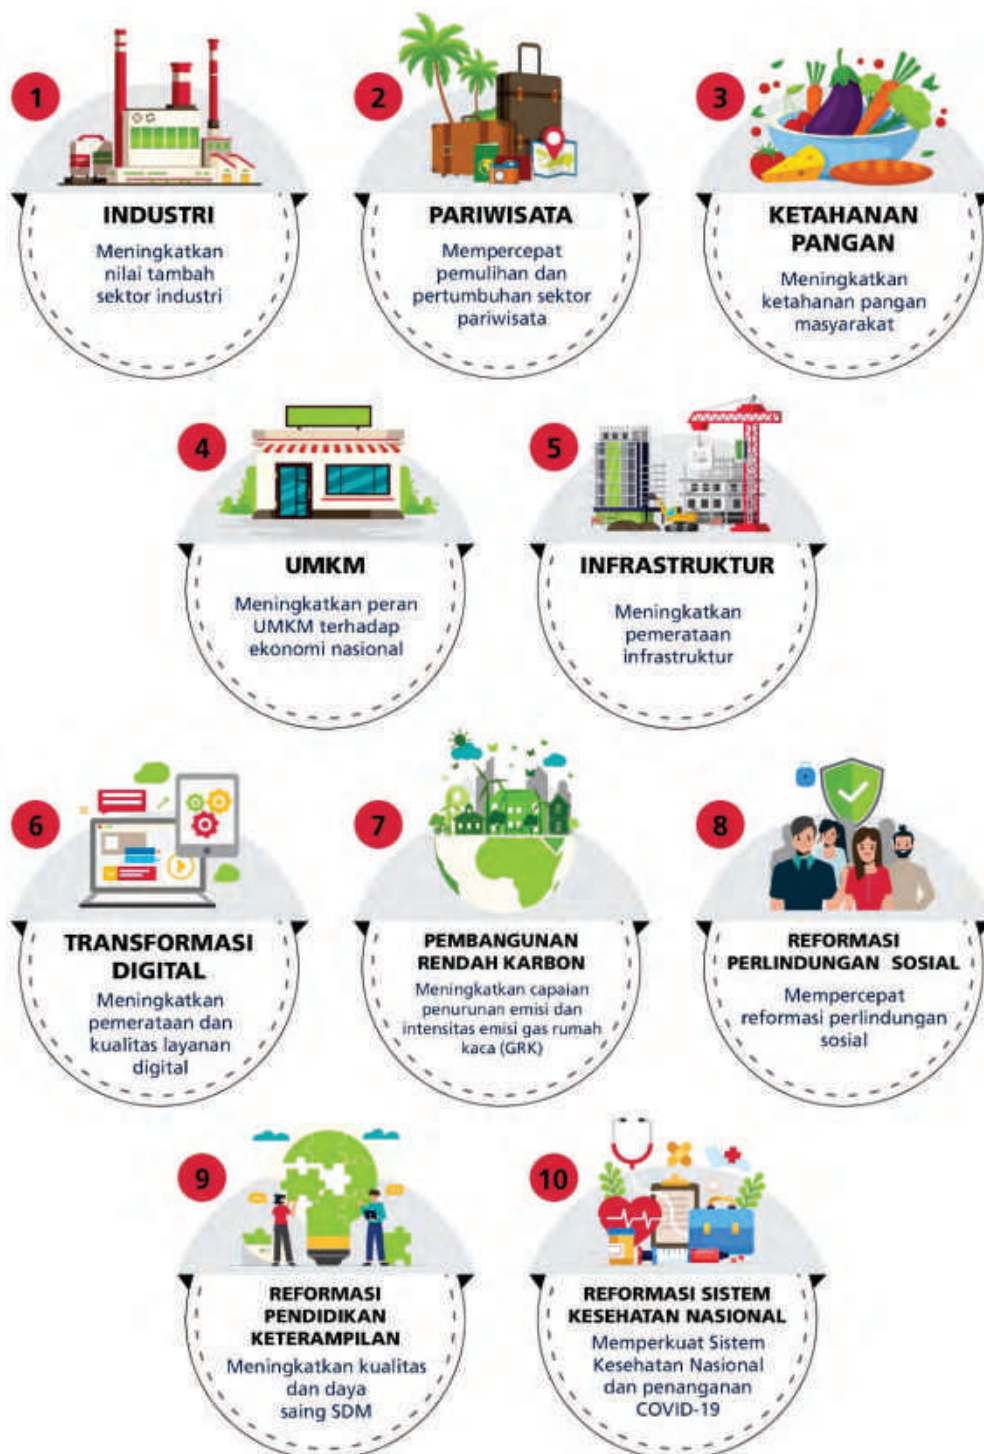 1
INDUSTRI
Meningkatkan
nilai tambah
sektor industri
2
PARIWISATA
Mempercepat
pemulihan dan
pertumbuhan sektor
pariwisata
3
KETAHANAN
PANGAN
Meningkatkan
ketahanan pangan
masyarakat
4
UMKM
Meningkatkan peran
UMKM terhadap
ekonomi nasional
5
INFRASTRUKTUR
Meningkatkan
pemerataan
infrastruktur
6
TRANSFORMASI
DIGITAL
Meningkatkan
pemerataan dan
kualitas layanan
digital
7
PEMBANGUNAN
RENDAH KARBON
Meningkatkan capaian
penurunan emisi dan
intensitas emisi gas rumah
kaca (GRK)
8
REFORMASI
PERLINDUNGAN SOSIAL
Mempercepat
reformasi perlindungan
sosial
9
REFORMASI
PENDIDIKAN
KETERAMPILAN
Meningkatkan kualitas
dan daya
saing SDM
10
REFORMASI SISTEM
KESEHATAN NASIONAL
Memperkuat Sistem
Kesehatan Nasional
dan penanganan
COVID-19